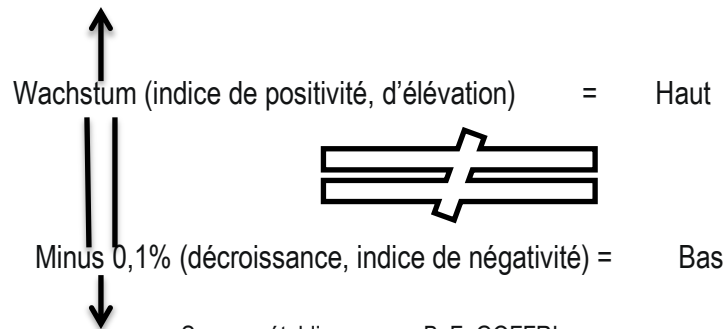 Wachstum (indice de positivité, d’élévation) = Haut
Minus 0,1% (décroissance, indice de négativité) = Bas